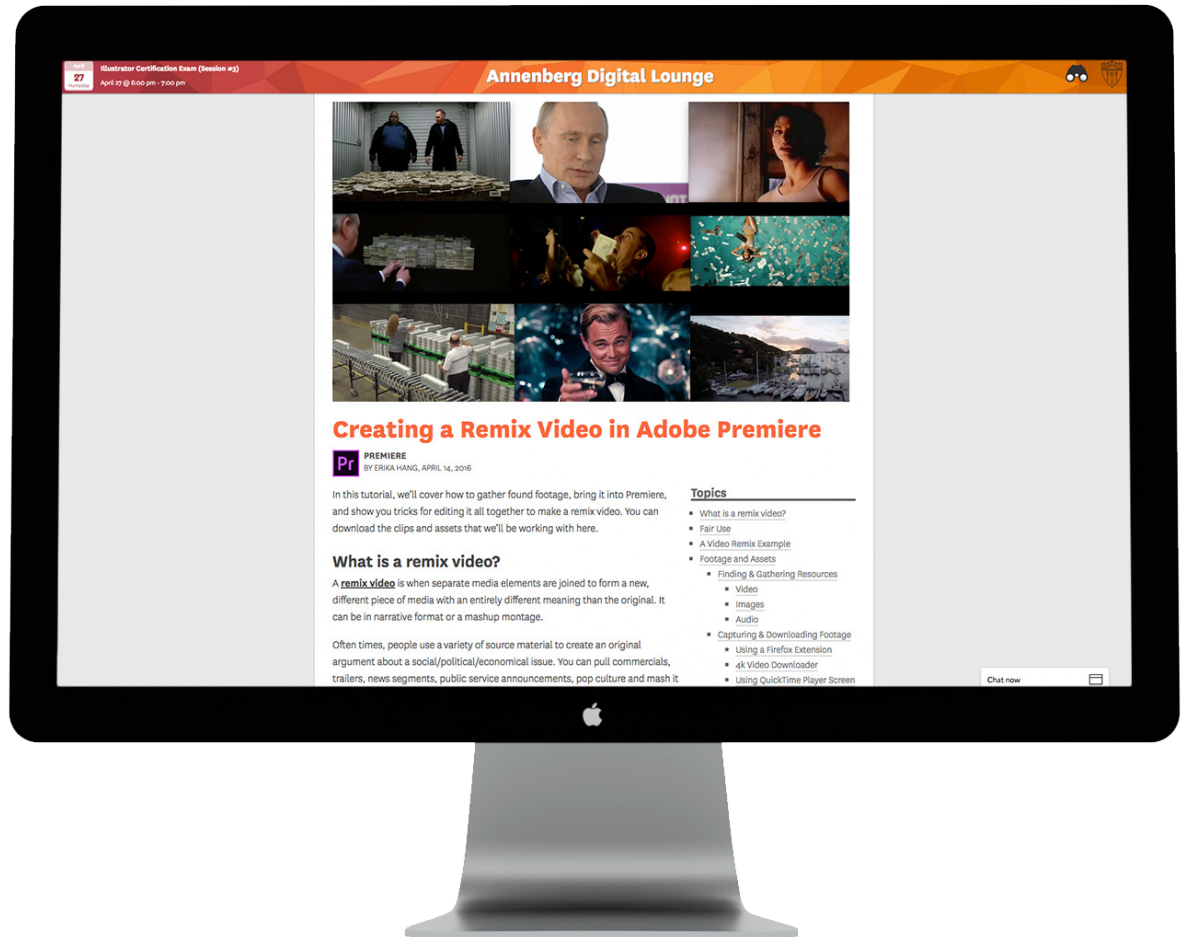 April
27
Humpday
Illustrator Certification Exam (Session #3)
April 27 @ 6:00 pm - 7:00 pm
Annenberg Digital Lounge
Creating a Remix Video in Adobe Premiere
Pr
PREMIERE
BY ERIKA HANG, APRIL 14, 2016
In this tutorial, we'll cover how to gather found footage, bring it into Premiere,
and show you tricks for editing it all together to make a remix video. You can
download the clips and assets that we'll be working with here.
What is a remix video?
A remix video is when separate media elements are joined to form a new,
different piece of media with an entirely different meaning than the original. It
can be in narrative format or a mashup montage.
Often times, people use a variety of source material to create an original
argument about a social/political/economical issue. You can pull commercials,
trailers, news segments, public service announcements, pop culture and mash it
Topics
What is a remix video?
Fair Use
A Video Remix Example
Footage and Assets
Finding & Gathering Resources
Video
Images
Audio
Capturing & Downloading Footage
Using a Firefox Extension
4k Video Downloader
Using QuickTime Player Screen
Chat now